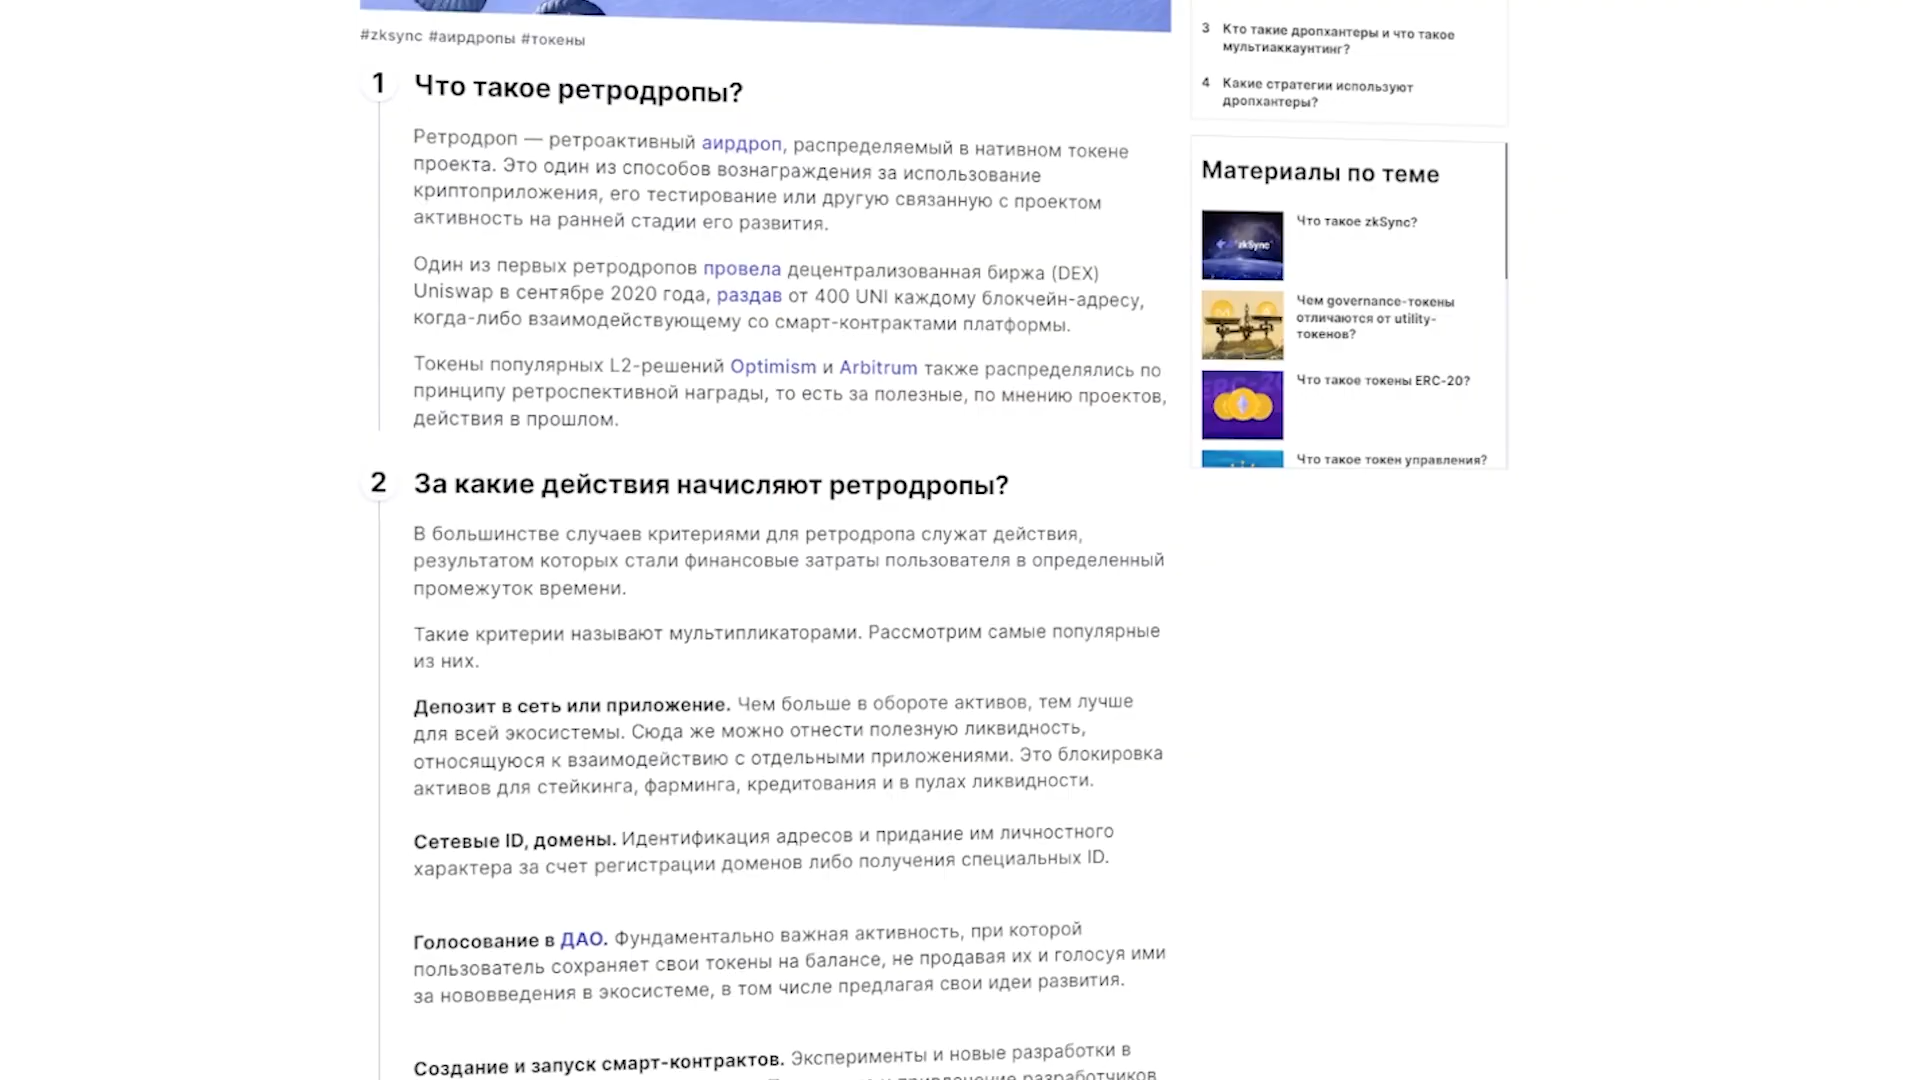 #zksync #аирдропы #токены
1 Что такое ретродропы?
Ретродроп — ретроактивный аирдроп, распределяемый в нативном токене
проекта. Это один из способов вознаграждения за использование
криптоприложения, его тестирование или другую связанную с проектом
активность на ранней стадии его развития.
Один из первых ретродропов провела децентрализованная биржа (DEX)
Uniswap в сентябре 2020 года, раздав от 400 UNI каждому блокчейн-адресу,
когда-либо взаимодействующему со смарт-контрактами платформы.
Токены популярных L2-решений Optimism и Arbitrum также распределялись по
принципу ретроспективной награды, то есть за полезные, по мнению проектов,
действия в прошлом.
2 За какие действия начисляют ретродропы?
В большинстве случаев критериями для ретродропа служат действия,
результатом которых стали финансовые затраты пользователя в определенный
промежуток времени.
Такие критерии называют мультипликаторами. Рассмотрим самые популярные
из них.
Депозит в сеть или приложение. Чем больше в обороте активов, тем лучше
для всей экосистемы. Сюда же можно отнести полезную ликвидность,
относящуюся к взаимодействию с отдельными приложениями. Это блокировка
активов для стейкинга, фарминга, кредитования и в пулах ликвидности.
Сетевые ID, домены. Идентификация адресов и придание им личностного
характера за счет регистрации доменов либо получения специальных ID.
Голосование в ДАО. Фундаментально важная активность, при которой
пользователь сохраняет свои токены на балансе, не продавая их и голосуя ими
за нововведения в экосистеме, в том числе предлагая свои идеи развития.
Создание и запуск смарт-контрактов. Эксперименты и новые разработки в
привлечение разработчиков
3 Кто такие дропхантеры и что такое
мультиаккаунтинг?
4 Какие стратегии используют
дропхантеры?
Материалы по теме
zkSync
Что такое zkSync?
Чем governance-токены
отличаются от utility-
токенов?
ERC-20
Что такое токены ERC-20?
Что такое токен управления?